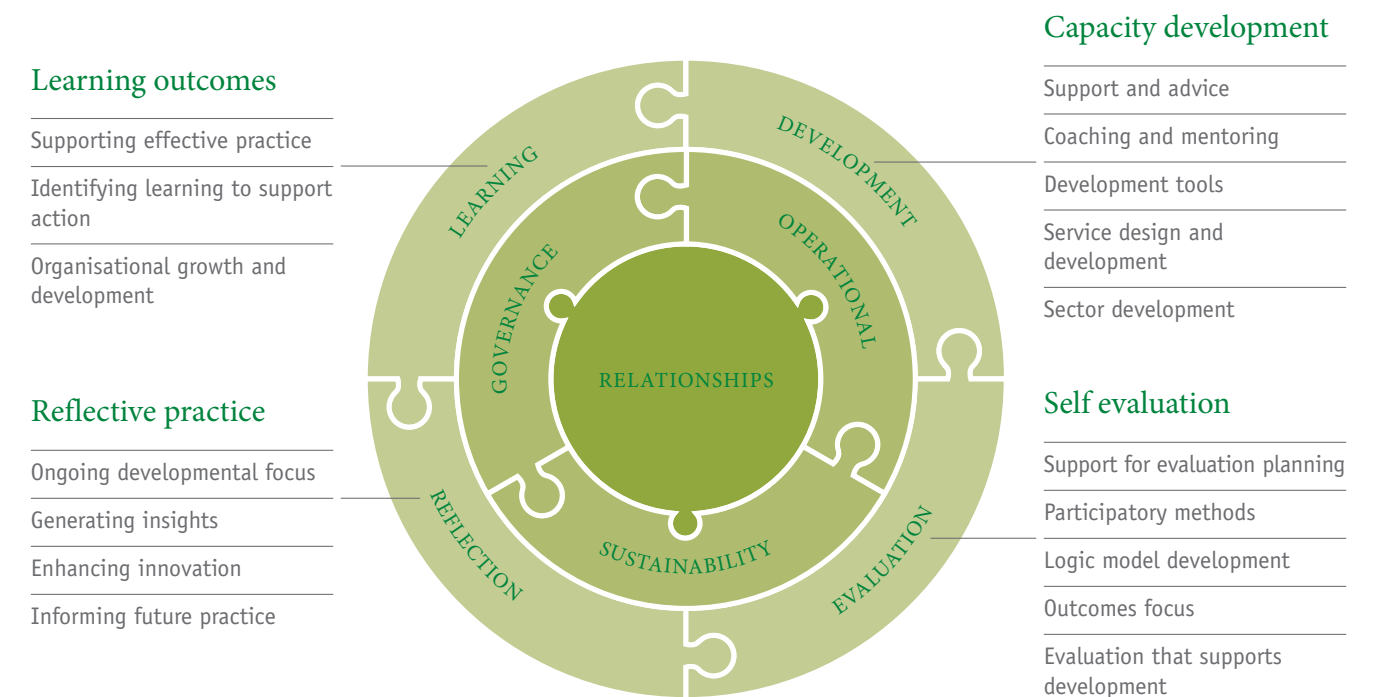 Learning outcomes
Supporting effective practice
Identifying learning to support
action
Organisational growth and
development
Reflective practice
Ongoing developmental focus
Generating insights
Enhancing innovation
Informing future practice
LEARNING
DEVELOPMENT
GOVERNANCE
OPERATIONAL
RELATIONSHIPS
SUSTAINABILITY
REFLECTION
EVALUATION
Capacity development
Support and advice
Coaching and mentoring
Development tools
Service design and
development
Sector development
Self evaluation
Support for evaluation planning
Participatory methods
Logic model development
Outcomes focus
Evaluation that supports
development